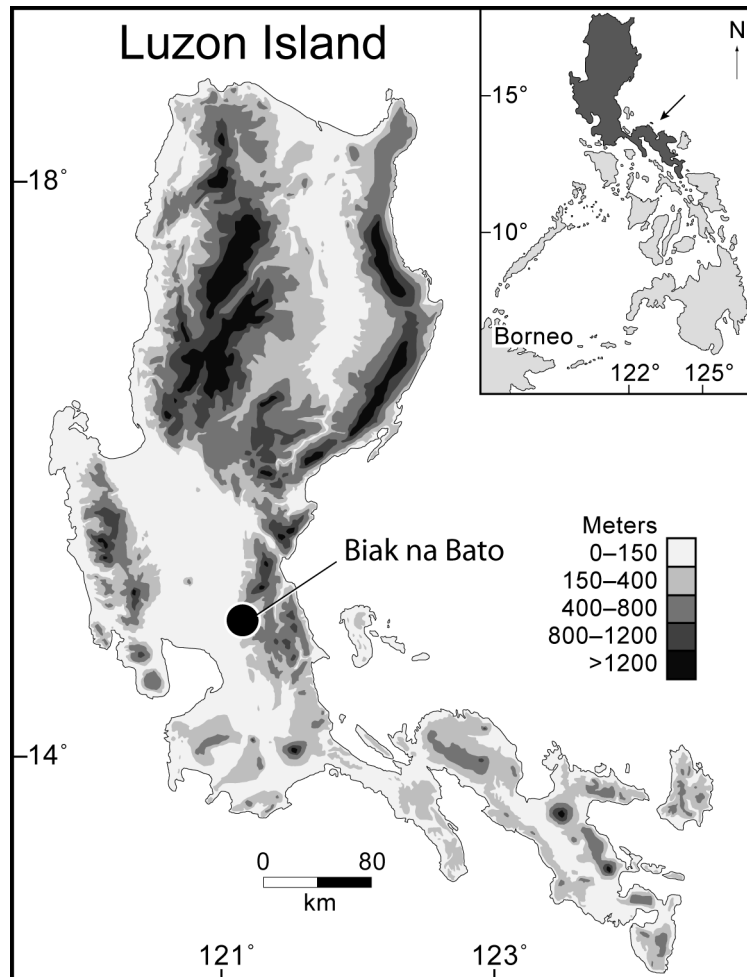 Luzon Island
N
15°
10°
Borneo
122° 125°
18°
Biak na Bato
Meters
0–150
150–400
400–800
800–1200
>1200
14°
0 80
km
121° 123°